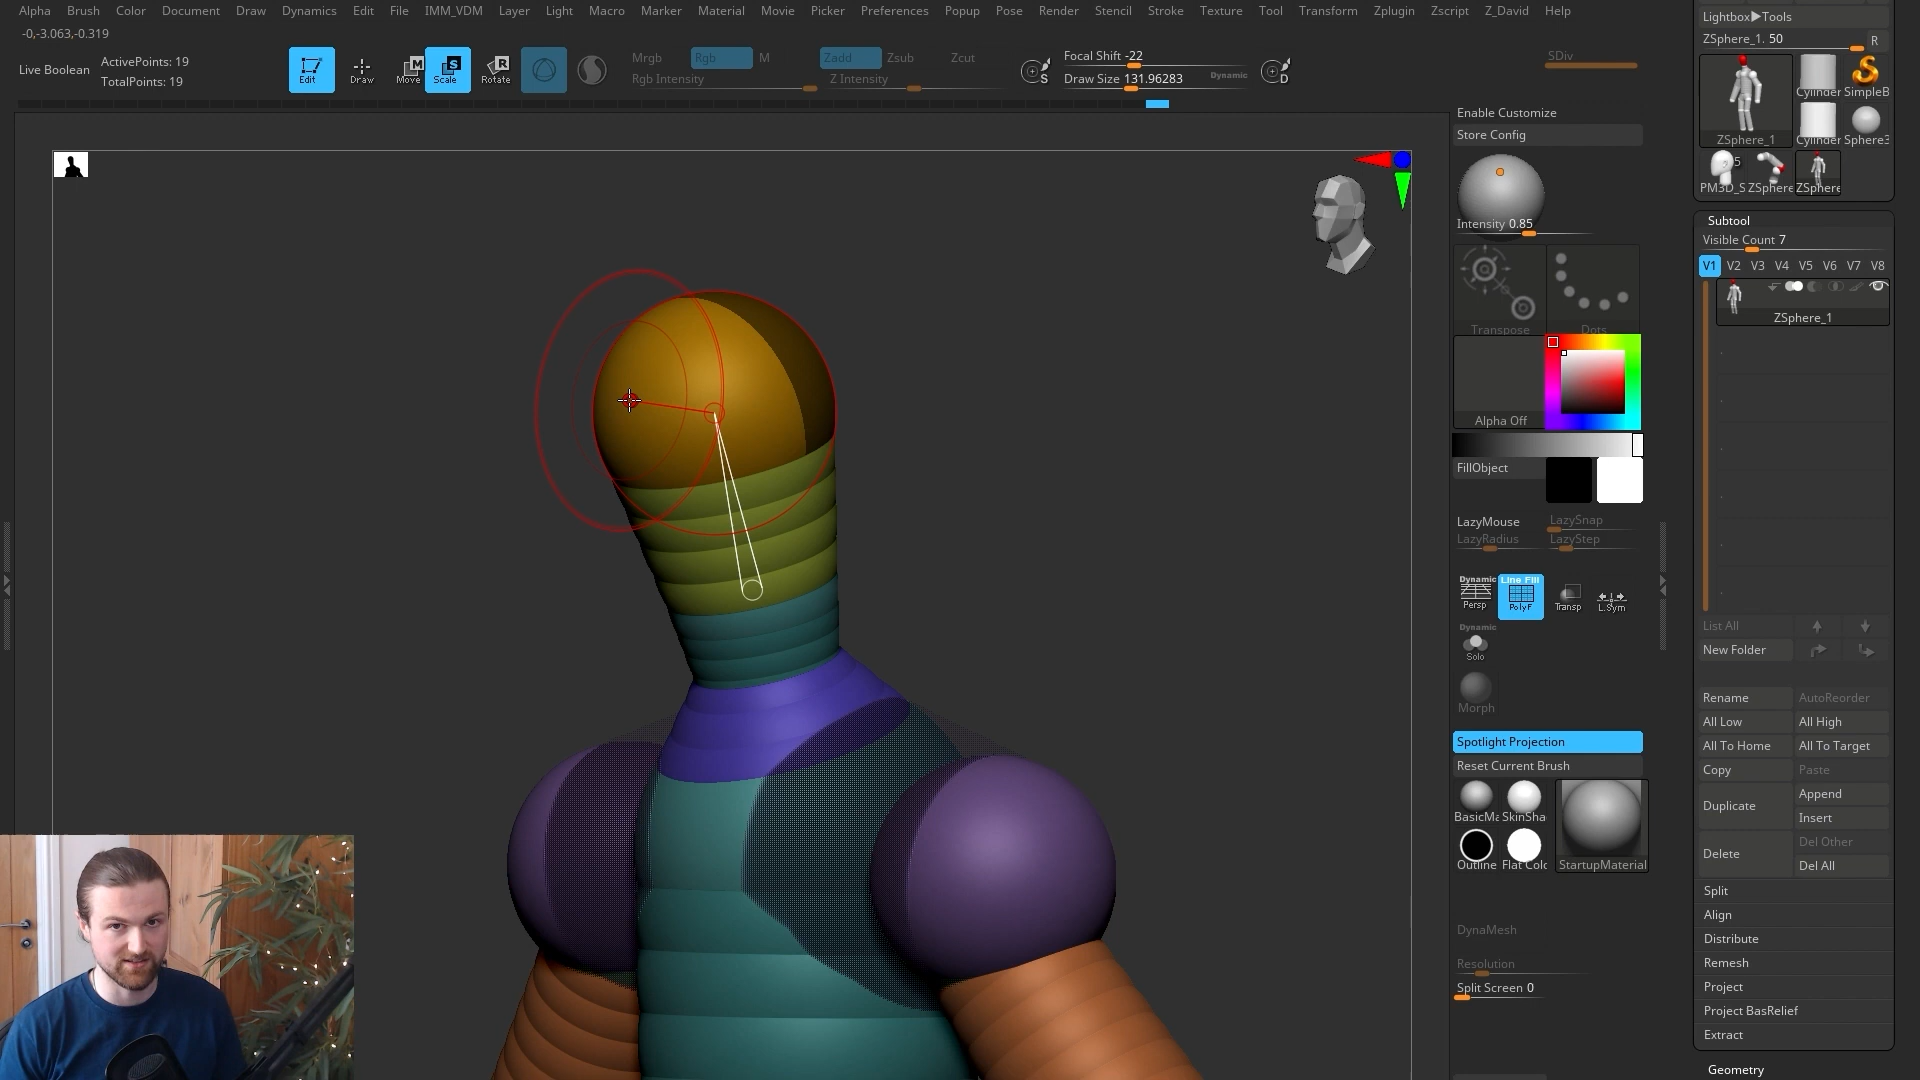 Alpha Brush Color Document Draw Dynamics Edit File IMM_VDM Layer Light Macro Marker Material Movie Picker Preferences Popup Pose Render Stencil Stroke Texture Tool Transform Zplugin Zscript Z_David Help
-0,-3.063,-0.319
Live Boolean
ActivePoints: 19
TotalPoints: 19
Edit
Draw
M
Move
S
Scale
R
Rotate
Mrgb Rgb M
Rgb Intensity
Zadd Zsub Zcut
Z Intensity
S
Focal Shift -22
Draw Size 131.96283
Dynamic
D
SDiv
Enable Customize
Store Config
Intensity 0.85
Transpose
Dots
Alpha Off
FillObject
LazyMouse LazySnap
LazyRadius LazyStep
Dynamic
Persp
Line Fill
PolyF
Transp
L.Sym
Dynamic
Solo
Morph
Spotlight Projection
Reset Current Brush
BasicMa SkinSha
Outline Flat Colo
StartupMaterial
DynaMesh
Resolution
Split Screen 0
Lightbox▶Tools
ZSphere_1. 50 R
ZSphere_1
Cylinder SimpleB
Cylinder Sphere3
5
PM3D_S ZSphere ZSphere
Subtool
Visible Count 7
V1 V2 V3 V4 V5 V6 V7 V8
ZSphere_1
List All
New Folder
Rename AutoReorder
All Low All High
All To Home All To Target
Copy Paste
Duplicate Append
Insert
Delete Del Other
Del All
Split
Align
Distribute
Remesh
Project
Project BasRelief
Extract
Geometry